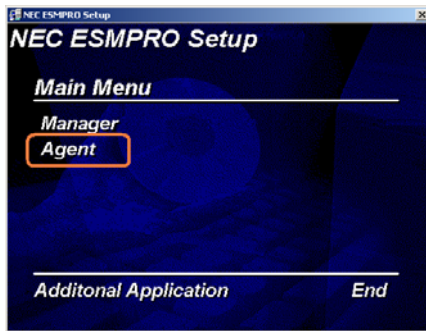 NEC ESMPRO Setup
NEC ESMPRO Setup
Main Menu
Manager
Agent
Additonal Application End